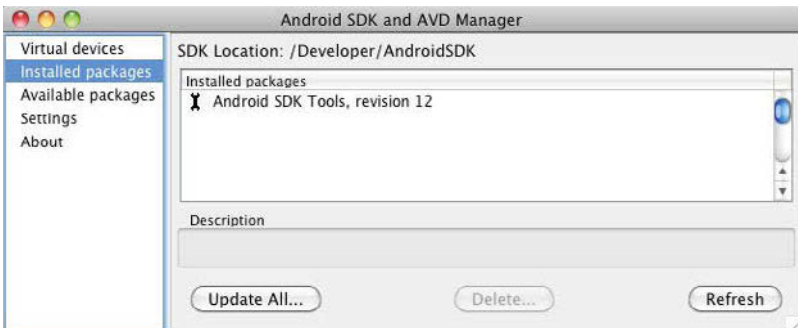 Android SDK and AVD Manager
Virtual devices
Installed packages
Available packages
Settings
About
SDK Location: /Developer/AndroidSDK
Installed packages
Android SDK Tools, revision 12
Description
Update All...
Delete...
Refresh